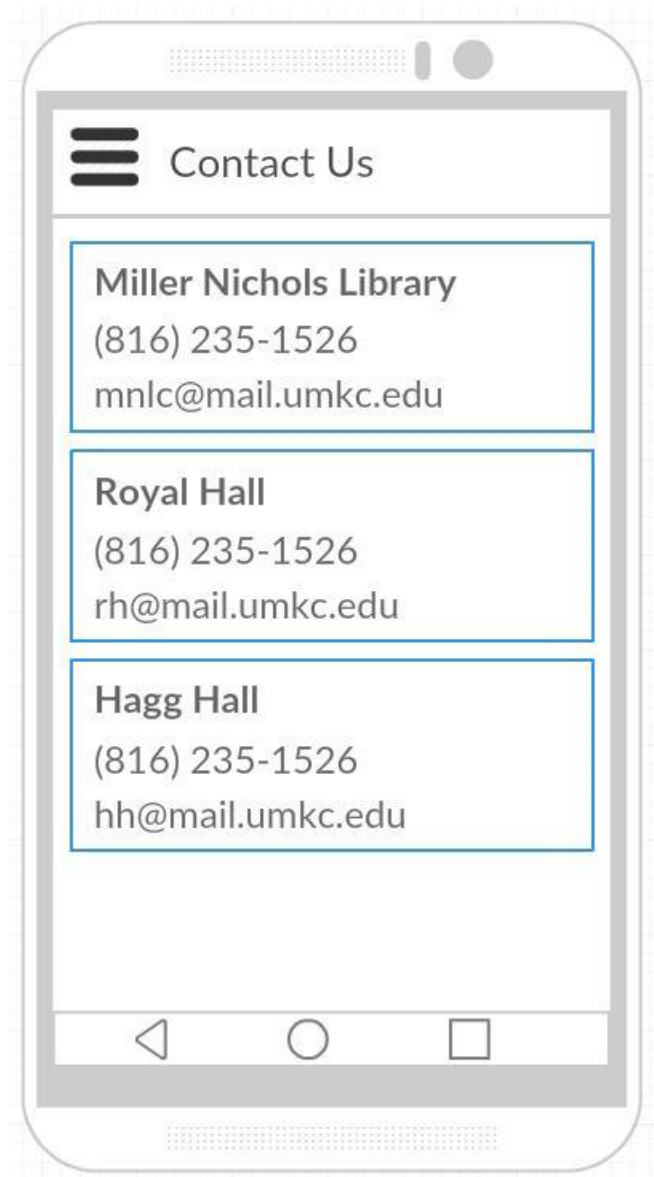 Contact Us
Miller Nichols Library
(816) 235-1526
mnlc@mail.umkc.edu
Royal Hall
(816) 235-1526
rh@mail.umkc.edu
Hagg Hall
(816) 235-1526
hh@mail.umkc.edu